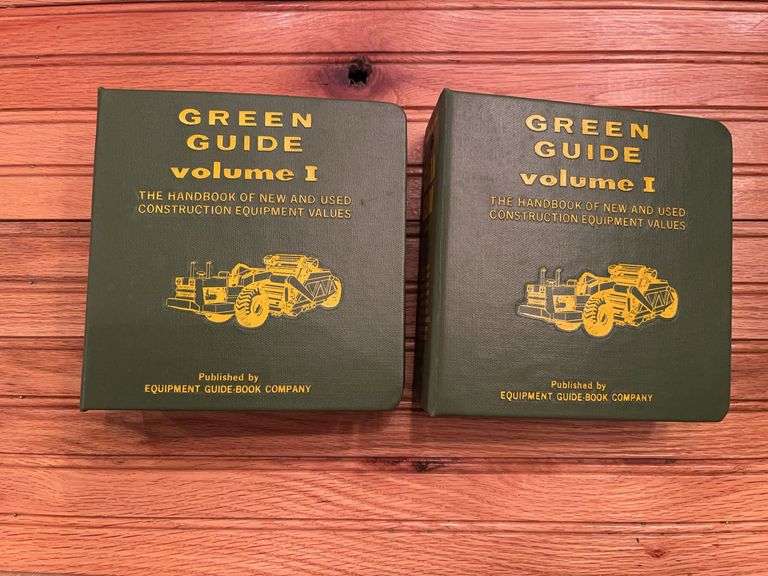 GREEN
GUIDE
volume I
THE HANDBOOK OF NEW AND USED
CONSTRUCTION EQUIPMENT VALUES
Published by
EQUIPMENT GUIDE-BOOK COMPANY
GREEN
GUIDE
volume I
THE HANDBOOK OF NEW AND USED
CONSTRUCTION EQUIPMENT VALUES
Published by
EQUIPMENT GUIDE-BOOK COMPANY